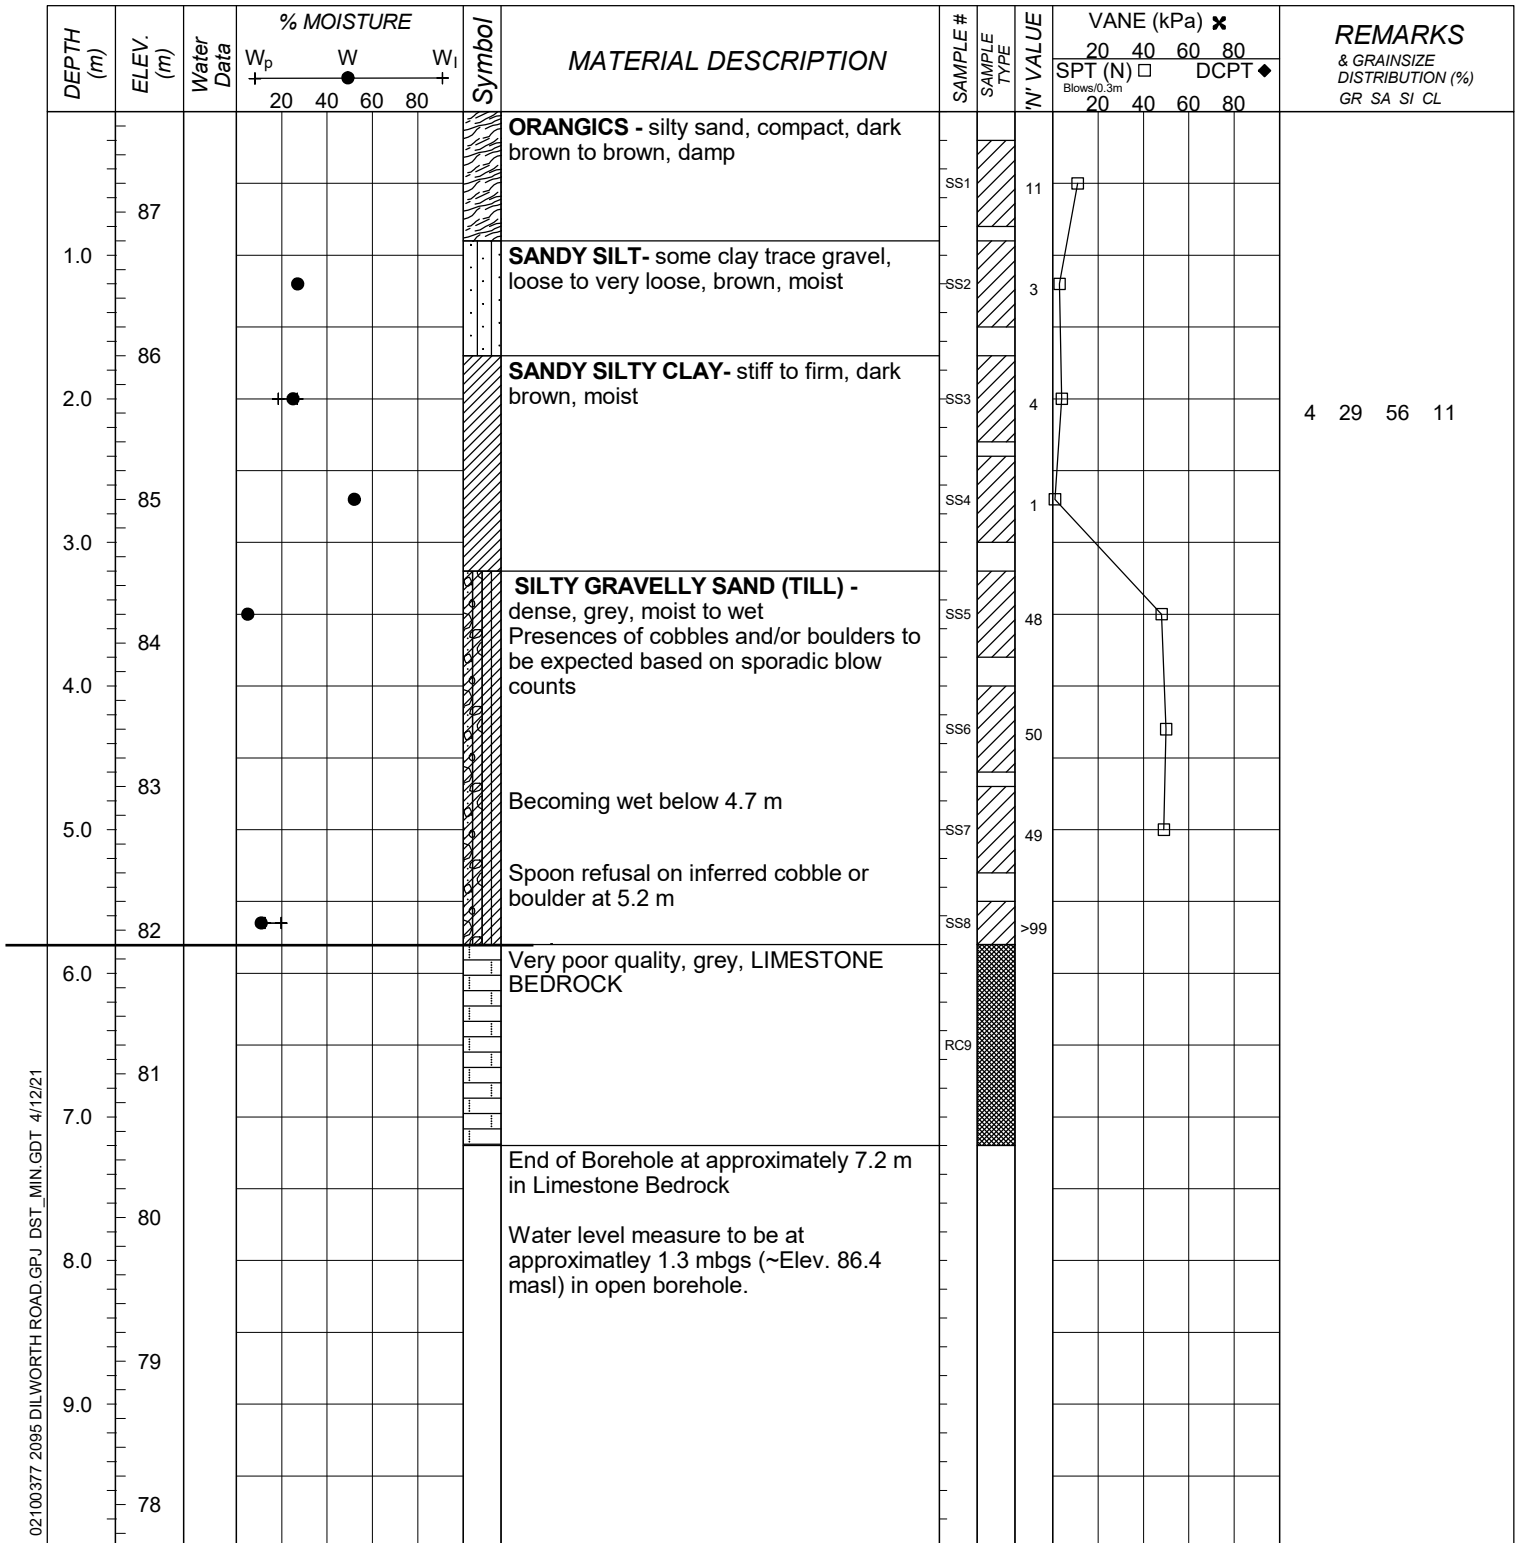 DEPTH (m)
ELEV. (m)
Water Data
% MOISTURE
Wp W Wl
20 40 60 80
Symbol
MATERIAL DESCRIPTION
SAMPLE #
SAMPLE TYPE
'N' VALUE
VANE (kPa) ✖
20 40 60 80
SPT (N) □ DCPT ◆
Blows/0.3m
20 40 60 80
REMARKS
& GRAINSIZE
DISTRIBUTION (%)
GR SA SI CL
ORANGICS - silty sand, compact, dark
brown to brown, damp
SS1 11
87
1.0
SANDY SILT- some clay trace gravel,
loose to very loose, brown, moist
SS2 3
86
SANDY SILTY CLAY- stiff to firm, dark
brown, moist
2.0
SS3 4
4 29 56 11
85
SS4 1
3.0
SILTY GRAVELLY SAND (TILL) -
dense, grey, moist to wet
Presences of cobbles and/or boulders to
be expected based on sporadic blow
counts
SS5 48
84
4.0
SS6 50
83
Becoming wet below 4.7 m
5.0
SS7 49
Spoon refusal on inferred cobble or
boulder at 5.2 m
82
SS8 >99
Very poor quality, grey, LIMESTONE
BEDROCK
6.0
RC9
81
7.0
End of Borehole at approximately 7.2 m
in Limestone Bedrock
80
Water level measure to be at
approximatley 1.3 mbgs (~Elev. 86.4
masl) in open borehole.
8.0
79
9.0
78
02100377 2095 DILWORTH ROAD.GPJ DST_MIN.GDT 4/12/21